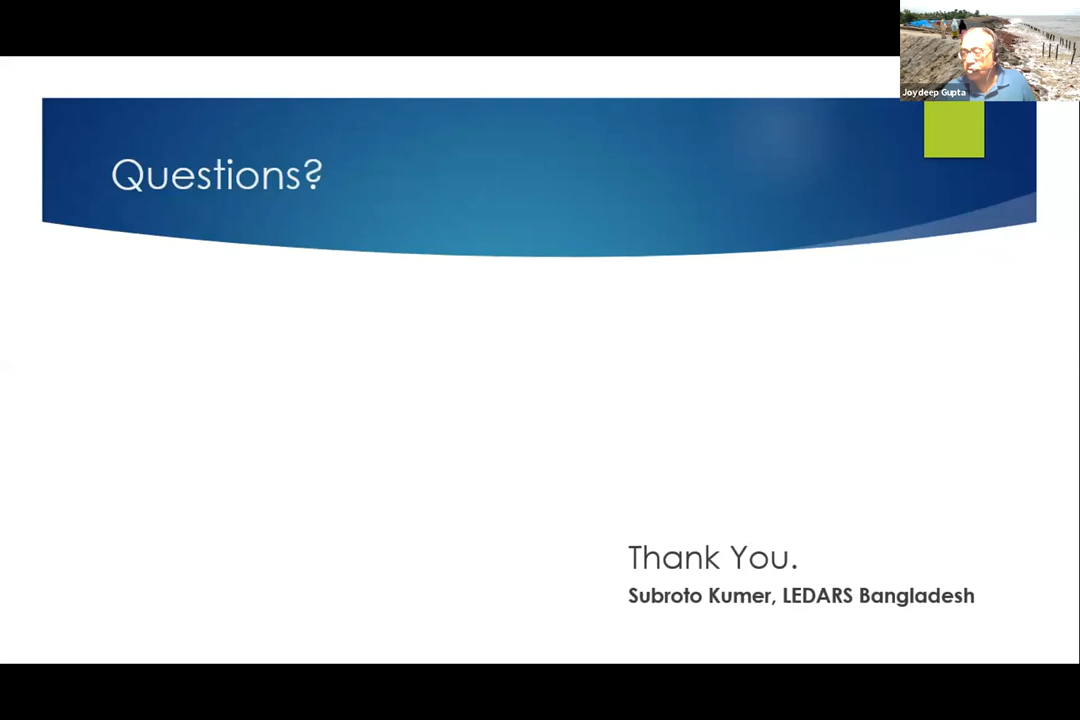 Joydeep Gupta
Questions?
Thank You.
Subroto Kumer, LEDARS Bangladesh